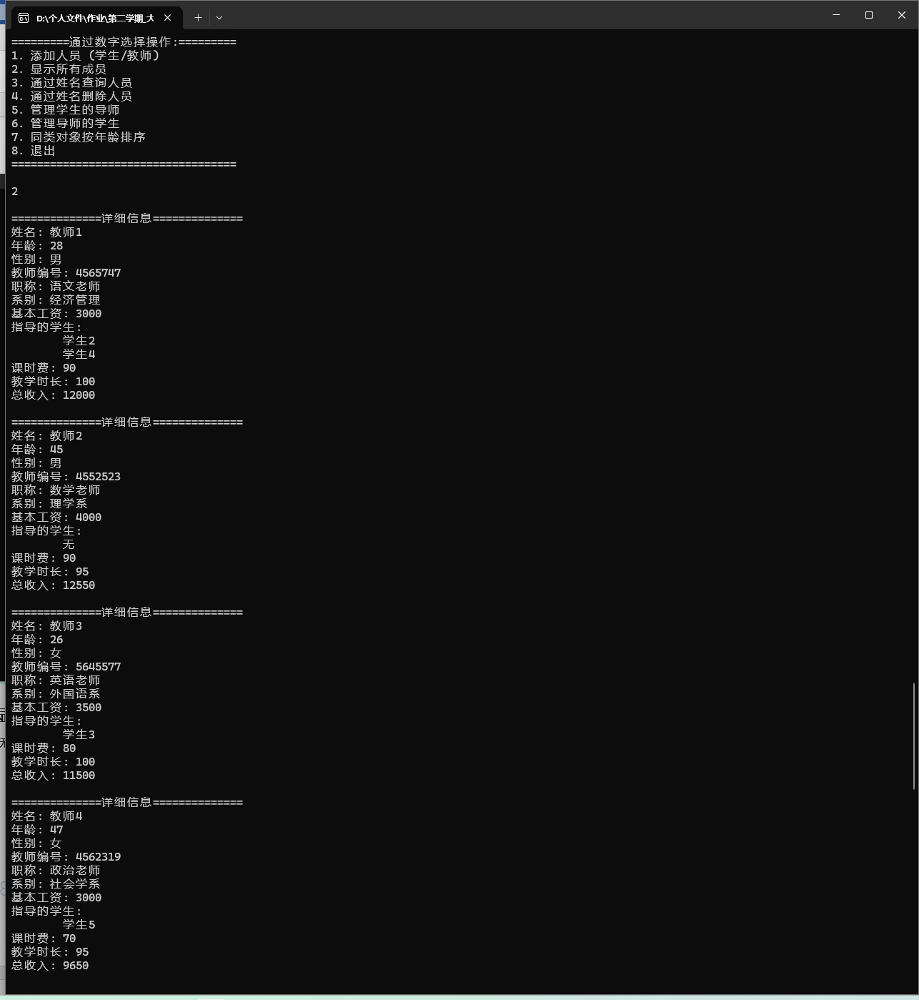 D:\个人文件\作业\第二学期_大
=========通过数字选择操作:=========
1. 添加人员 (学生/教师)
2. 显示所有成员
3. 通过姓名查询人员
4. 通过姓名删除人员
5. 管理学生的导师
6. 管理导师的学生
7. 同类对象按年龄排序
8. 退出
===================================
2
==============详细信息==============
姓名: 教师1
年龄: 28
性别: 男
教师编号: 4565747
职称: 语文老师
系别: 经济管理
基本工资: 3000
指导的学生:
学生2
学生4
课时费: 90
教学时长: 100
总收入: 12000
==============详细信息==============
姓名: 教师2
年龄: 45
性别: 男
教师编号: 4552523
职称: 数学老师
系别: 理学系
基本工资: 4000
指导的学生:
无
课时费: 90
教学时长: 95
总收入: 12550
==============详细信息==============
姓名: 教师3
年龄: 26
性别: 女
教师编号: 5645577
职称: 英语老师
系别: 外国语系
基本工资: 3500
指导的学生:
学生3
课时费: 80
教学时长: 100
总收入: 11500
==============详细信息==============
姓名: 教师4
年龄: 47
性别: 女
教师编号: 4562319
职称: 政治老师
系别: 社会学系
基本工资: 3000
指导的学生:
学生5
课时费: 70
教学时长: 95
总收入: 9650